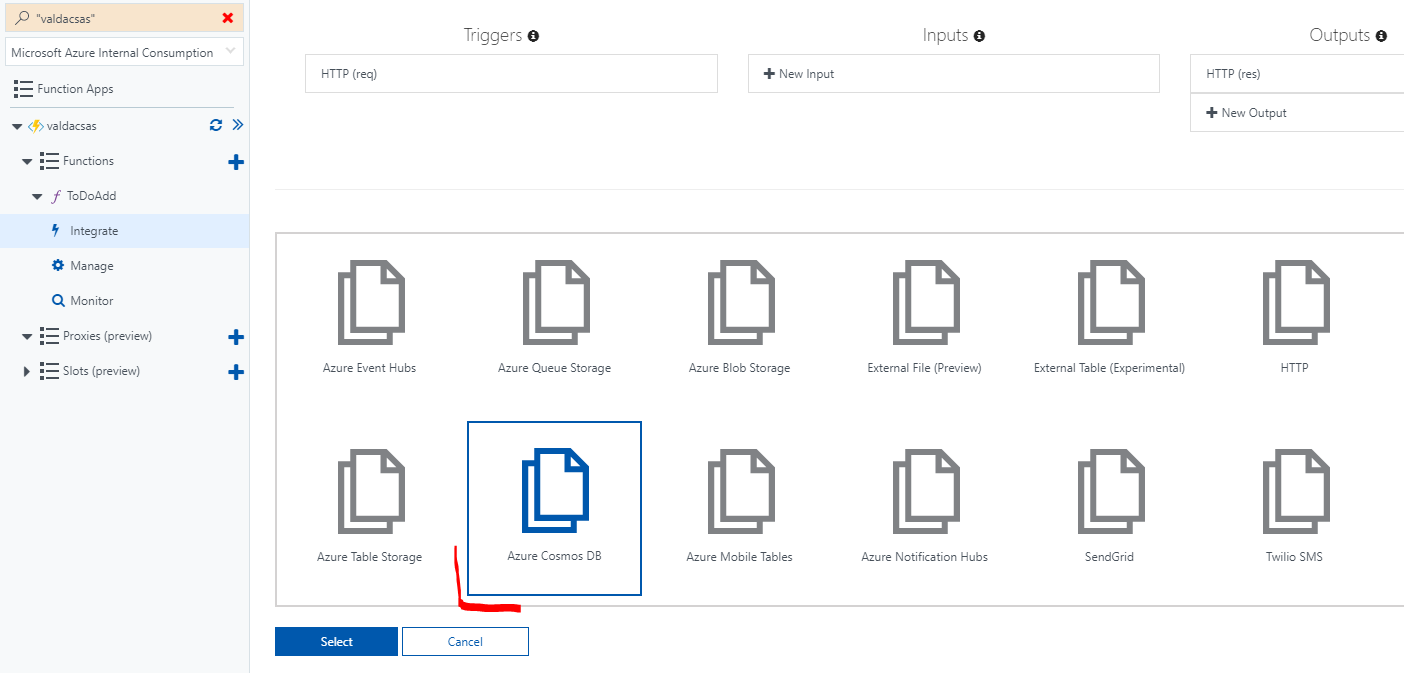 "valdacsas"
Microsoft Azure Internal Consumption
Function Apps
valdacsas
Functions
ToDoAdd
Integrate
Manage
Monitor
Proxies (preview)
Slots (preview)
Triggers
HTTP (req)
Inputs
New Input
Outputs
HTTP (res)
New Output
Azure Event Hubs
Azure Queue Storage
Azure Blob Storage
External File (Preview)
External Table (Experimental)
HTTP
Azure Table Storage
Azure Cosmos DB
Azure Mobile Tables
Azure Notification Hubs
SendGrid
Twilio SMS
Select
Cancel